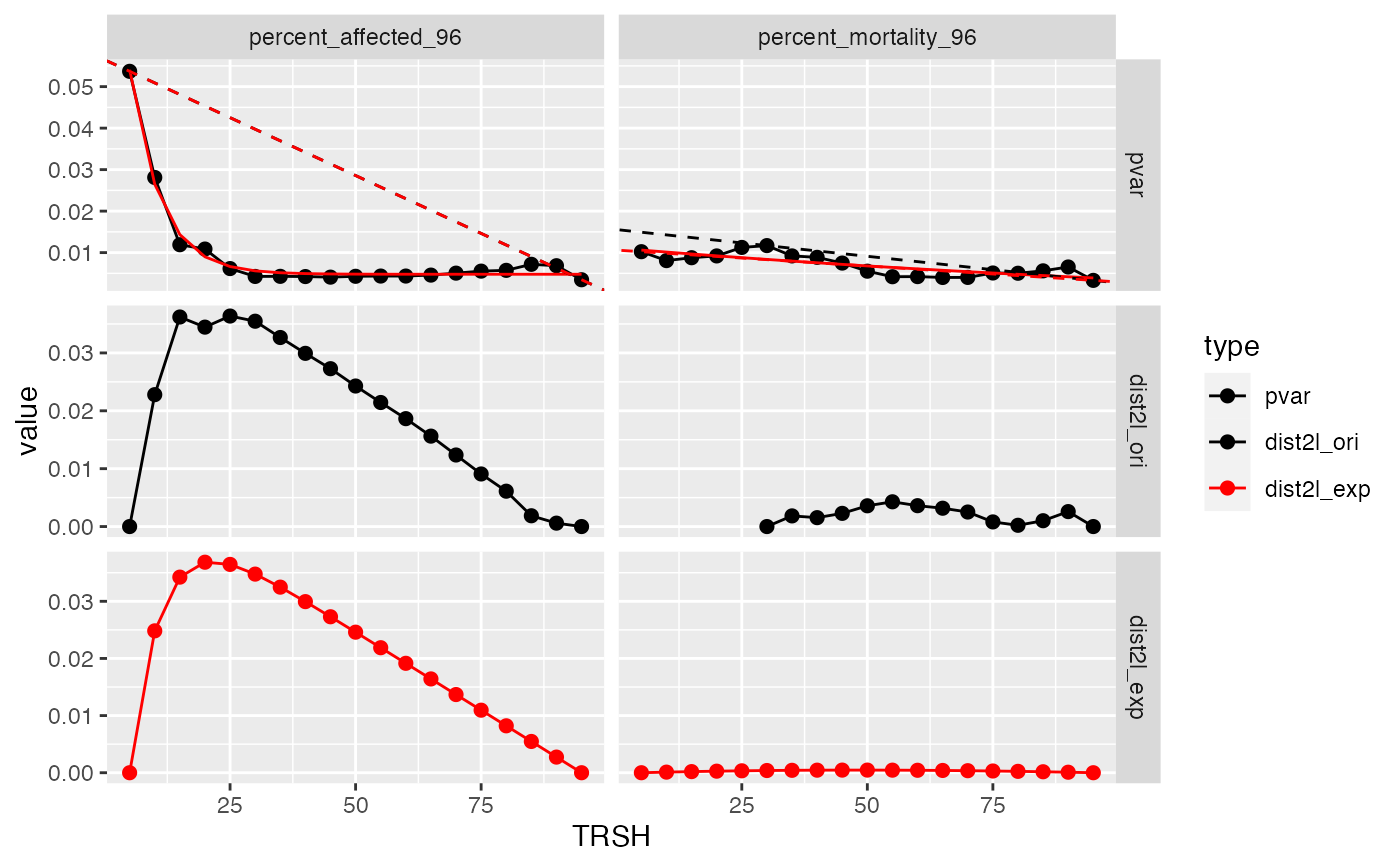 percent_affected_96
percent_mortality_96
0.05
0.04
0.03
0.02
0.01
pvar
0.03
0.02
0.01
0.00
dist2l_ori
0.03
0.02
0.01
0.00
dist2l_exp
25
50
75
25
50
75
TRSH
value
type
pvar
dist2l_ori
dist2l_exp